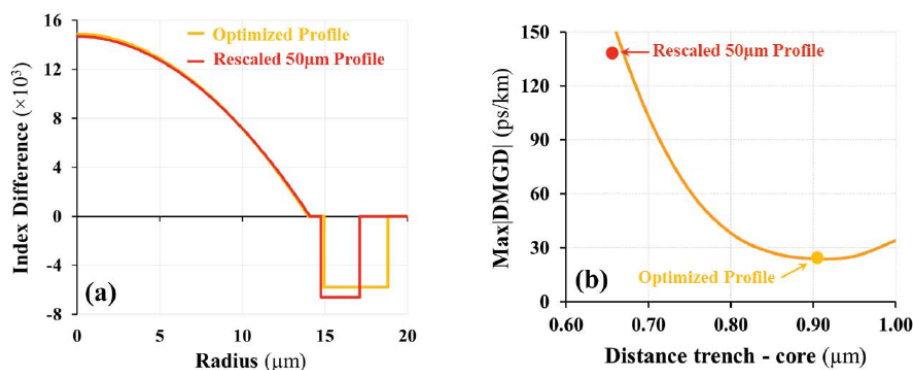 16
12
8
4
0
-4
-8
0
5
10
15
20
Index Difference (×10³)
Radius (μm)
Optimized Profile
Rescaled 50μm Profile
(a)
150
120
90
60
30
0
0.60
0.70
0.80
0.90
1.00
Max|DMGD| (ps/km)
Distance trench - core (μm)
Rescaled 50μm Profile
Optimized Profile
(b)